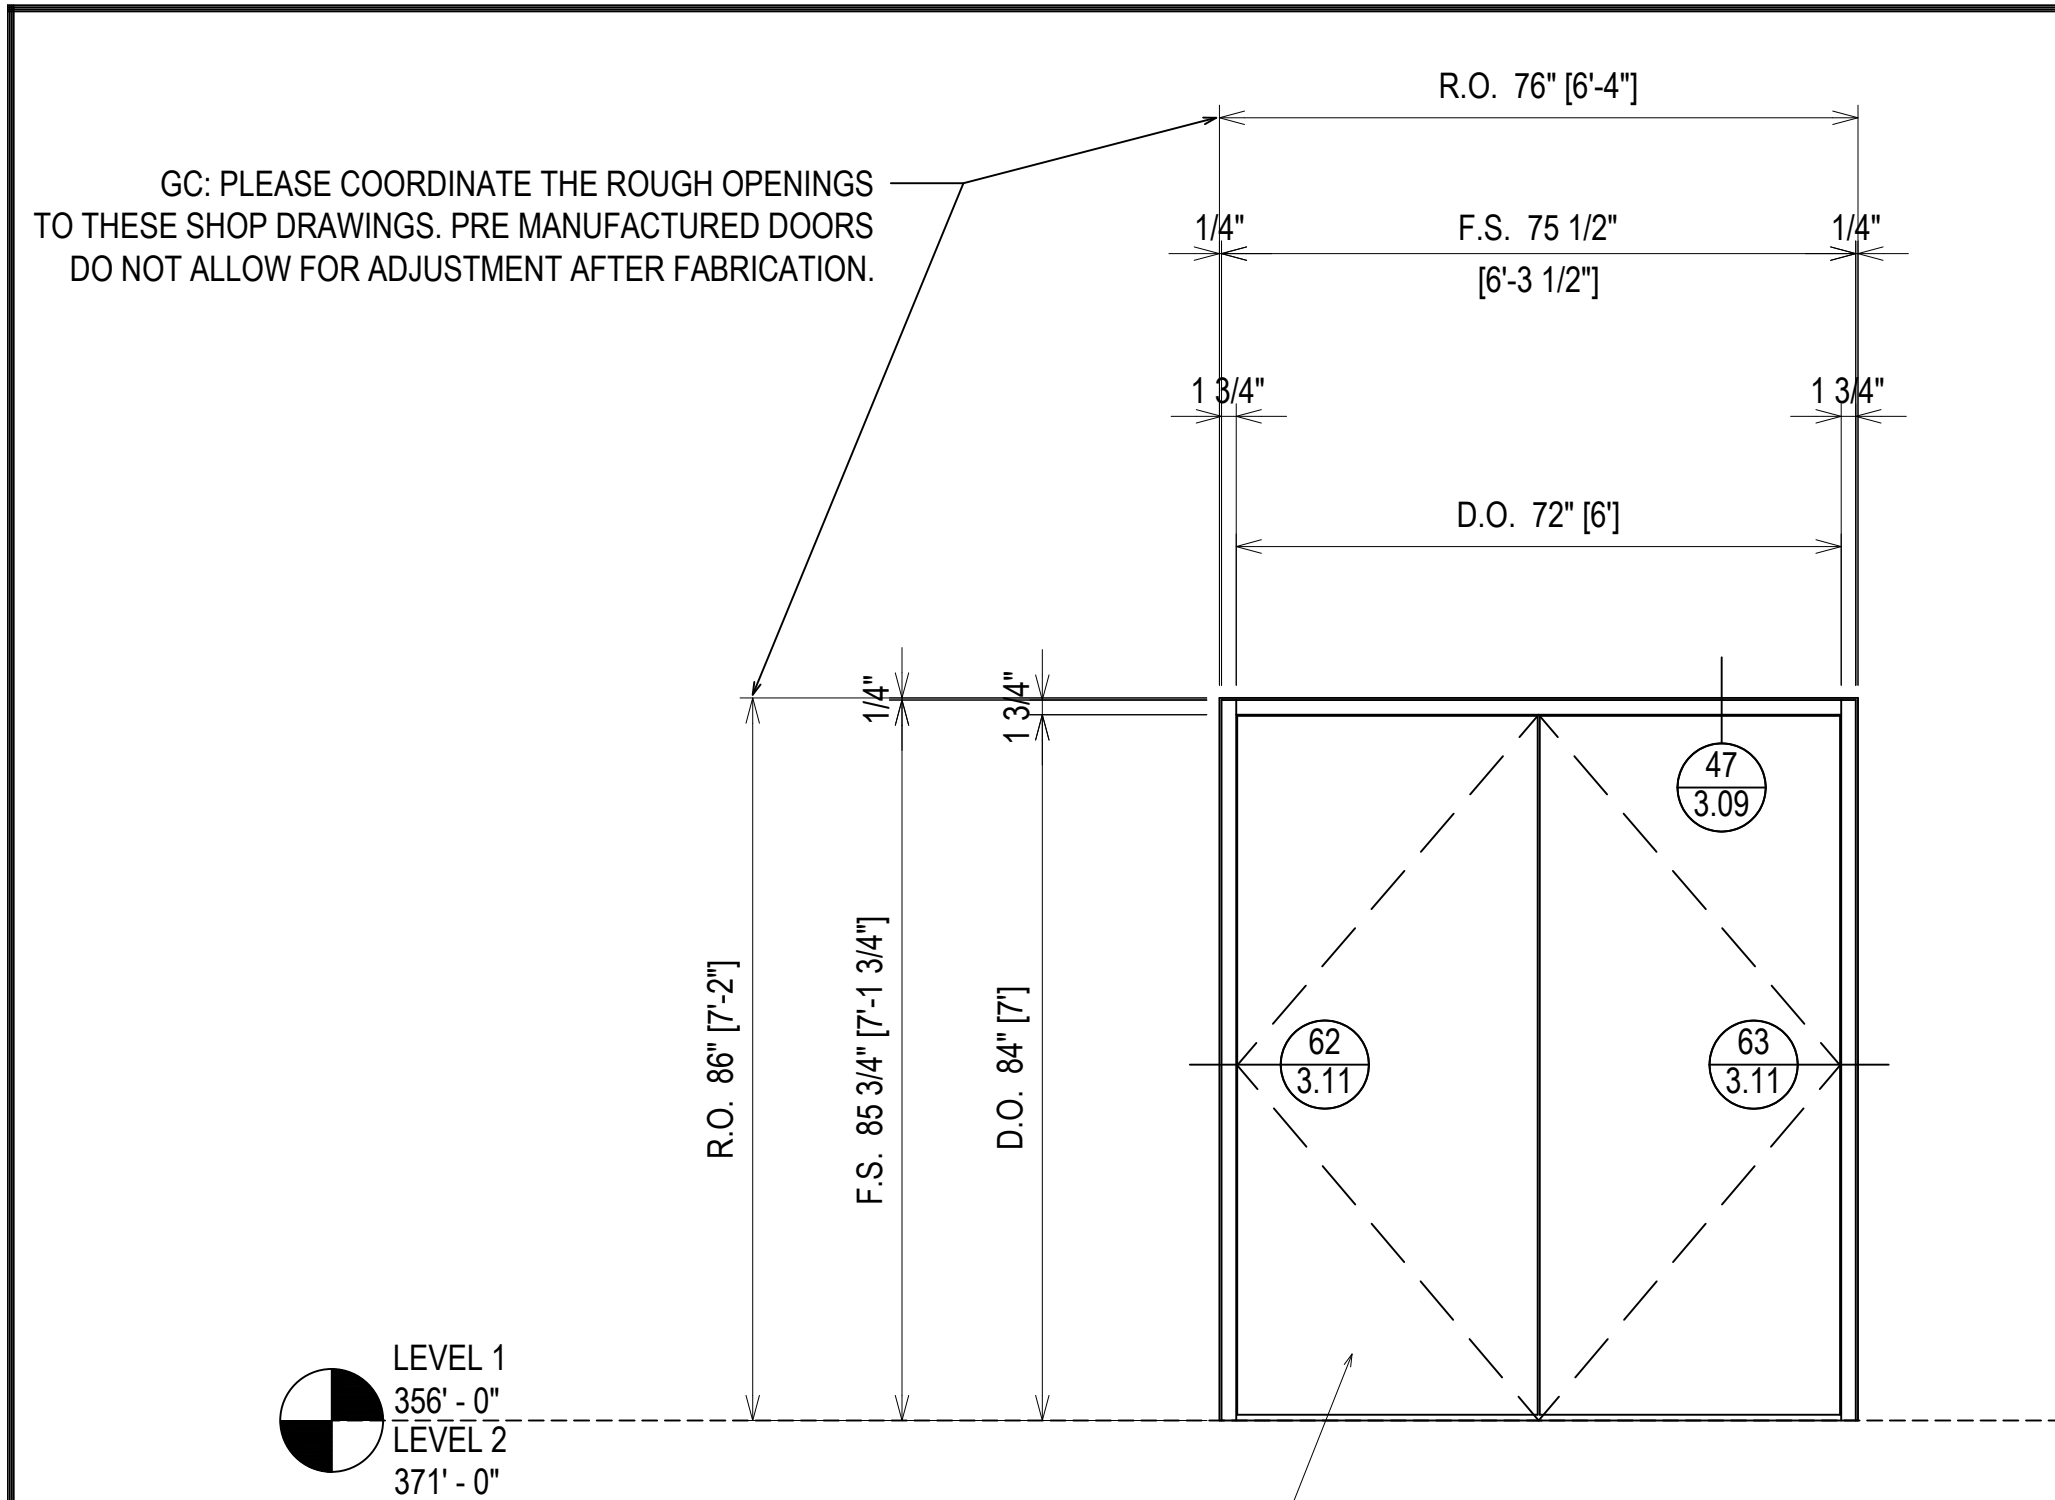 R.O. 76" [6'-4"]
GC: PLEASE COORDINATE THE ROUGH OPENINGS
TO THESE SHOP DRAWINGS. PRE MANUFACTURED DOORS
DO NOT ALLOW FOR ADJUSTMENT AFTER FABRICATION.
1/4" F.S. 75 1/2" 1/4"
[6'-3 1/2"]
1 3/4" 1 3/4"
D.O. 72" [6']
1/4"
1 3/4"
47
3.09
R.O. 86" [7'-2"]
F.S. 85 3/4" [7'-1 3/4"]
D.O. 84" [7']
62
3.11
63
3.11
LEVEL 1
356' - 0"
LEVEL 2
371' - 0"